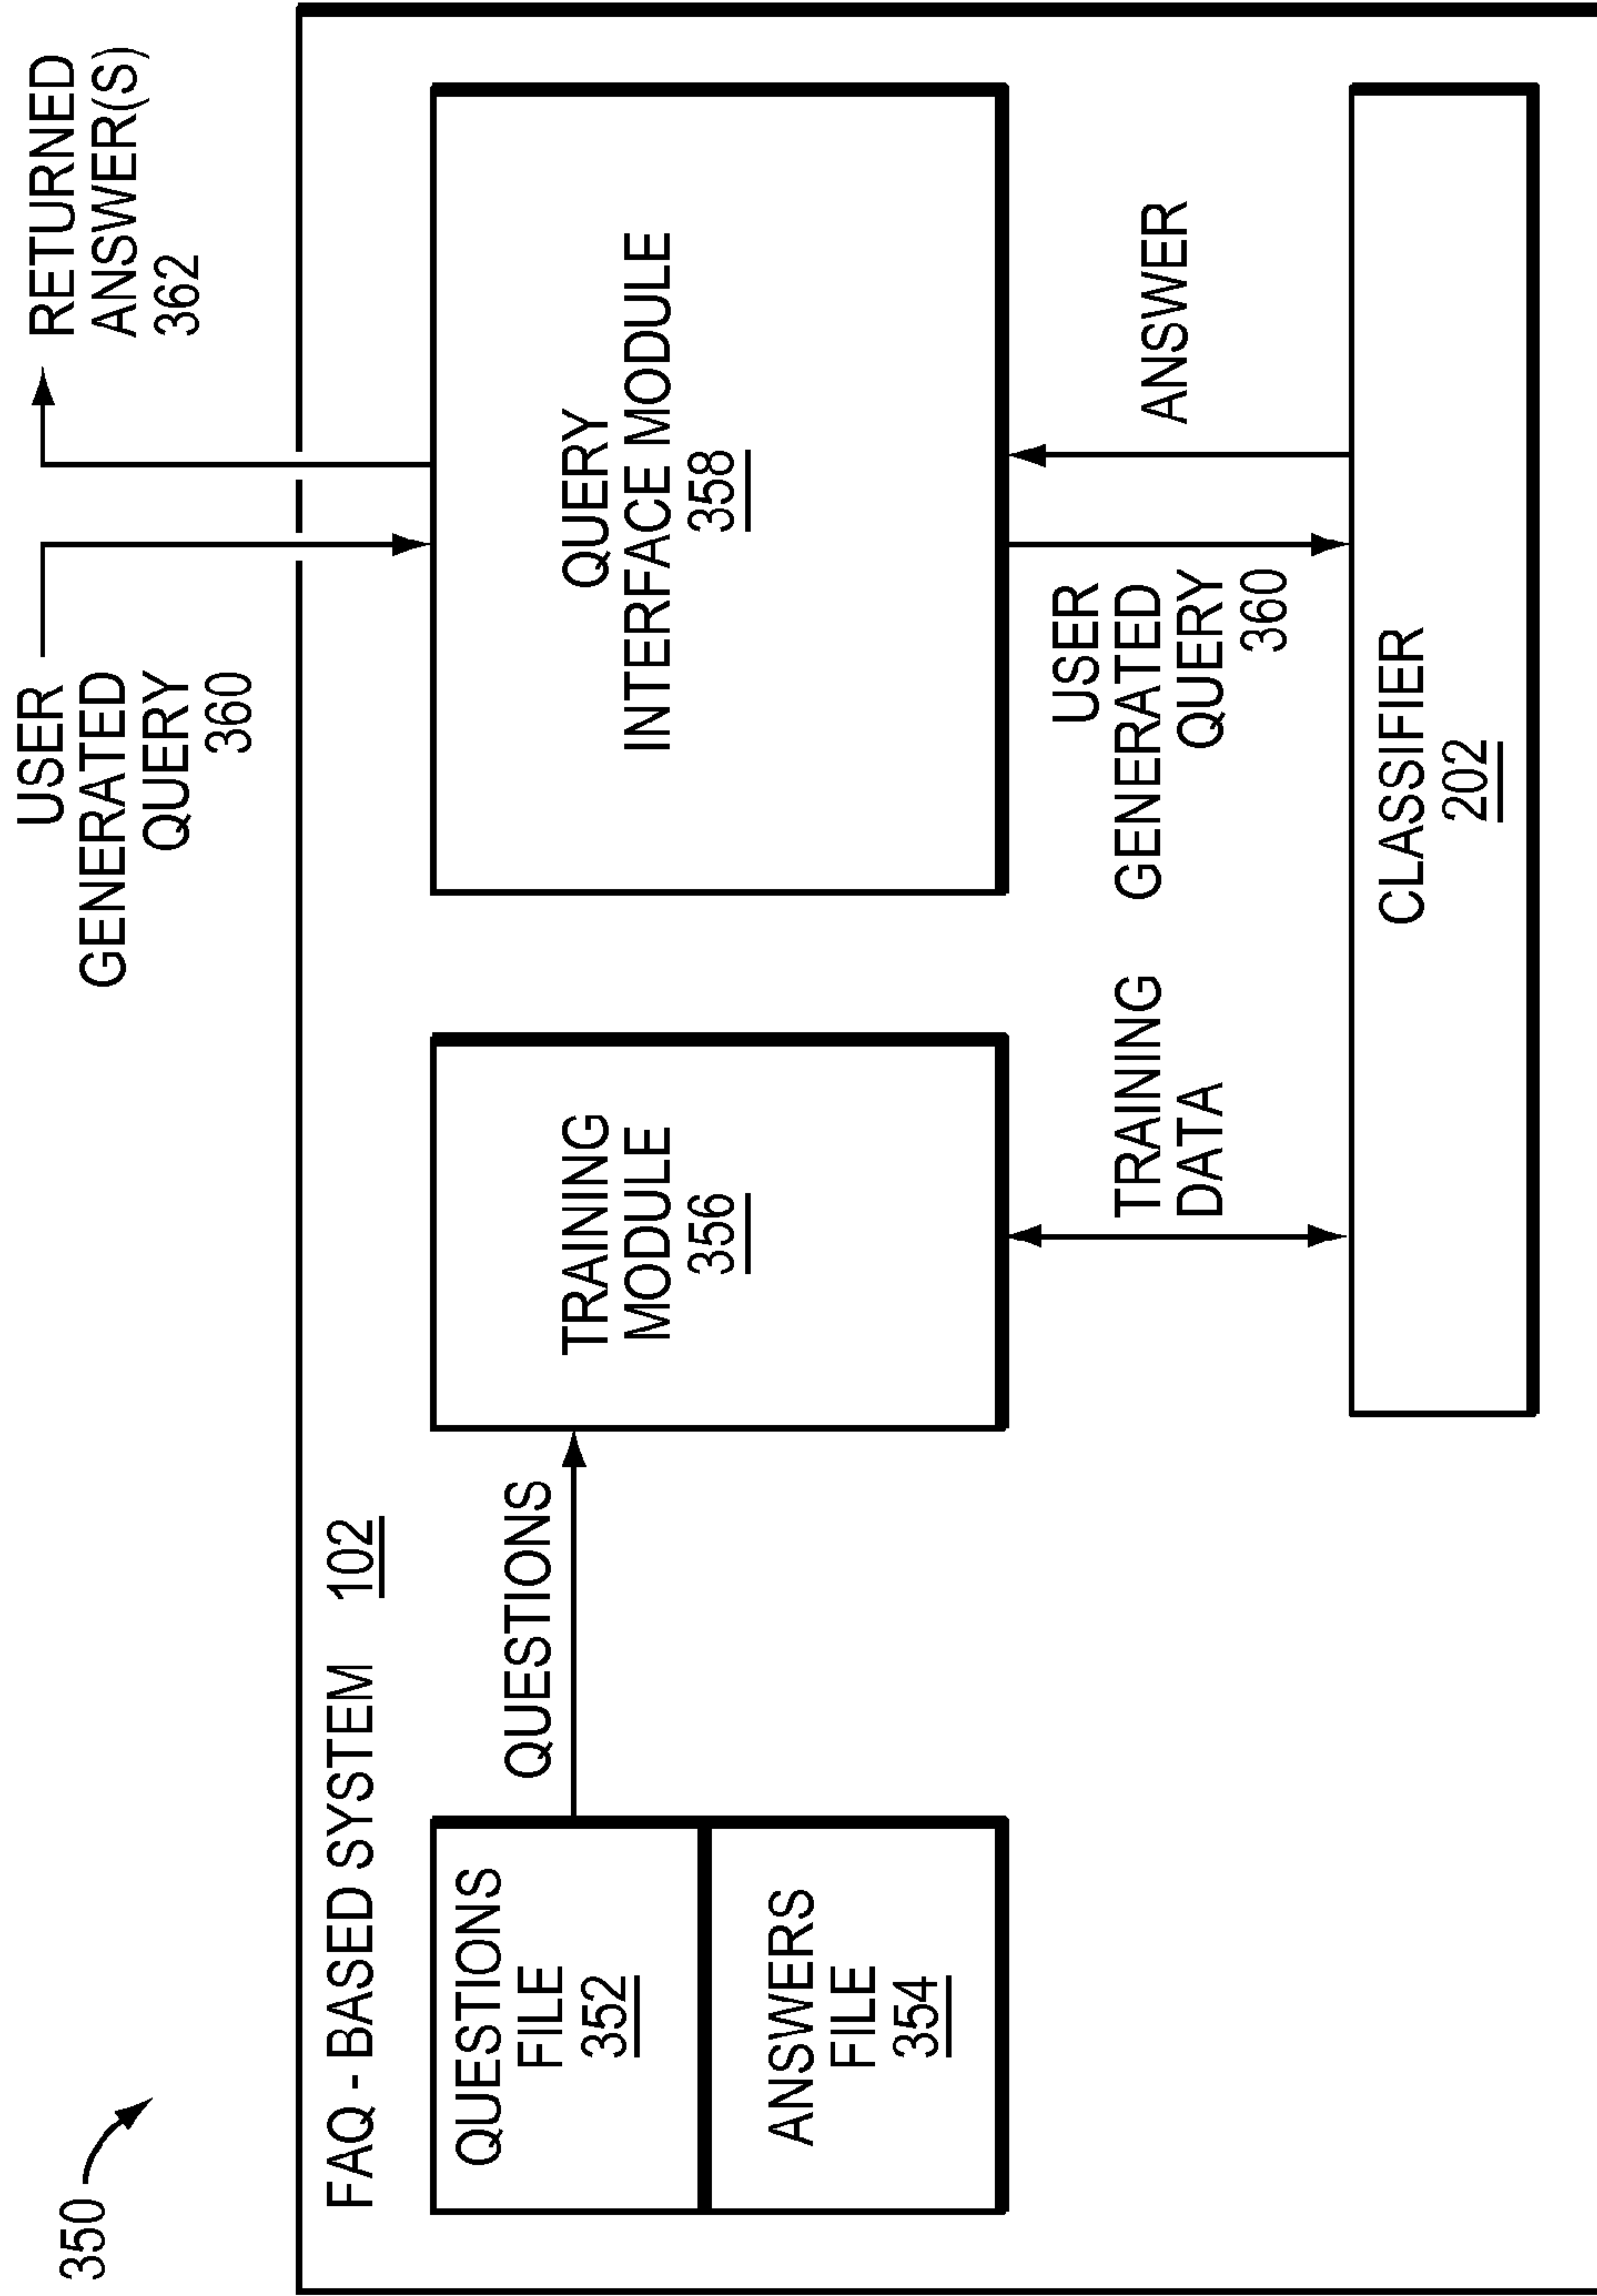 350
FAQ - BASED SYSTEM 102
QUESTIONS
FILE
352
ANSWERS
FILE
354
QUESTIONS
TRAINING
MODULE
356
TRAINING
DATA
USER
GENERATED
QUERY
360
RETURNED
ANSWER(S)
362
QUERY
INTERFACE MODULE
358
USER
GENERATED
QUERY
360
ANSWER
CLASSIFIER
202